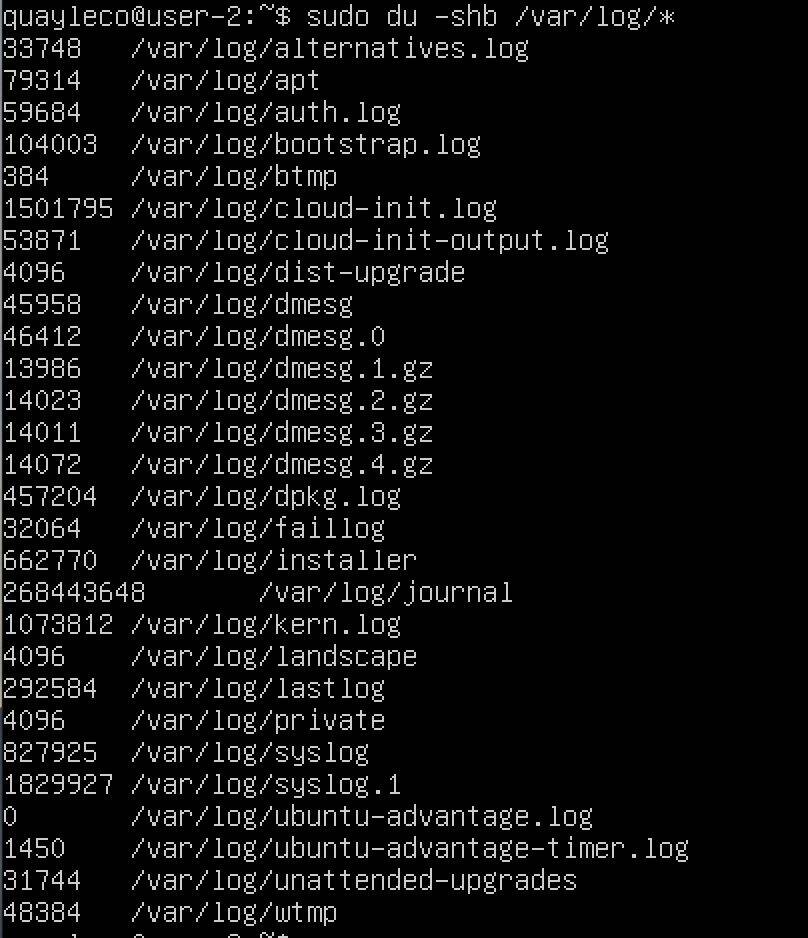 quayleco@user-2:~$ sudo du -shb /var/log/*
33748 /var/log/alternatives.log
79314 /var/log/apt
59684 /var/log/auth.log
104003 /var/log/bootstrap.log
384 /var/log/btmp
1501795 /var/log/cloud-init.log
53871 /var/log/cloud-init-output.log
4096 /var/log/dist-upgrade
45958 /var/log/dmesg
46412 /var/log/dmesg.0
13986 /var/log/dmesg.1.gz
14023 /var/log/dmesg.2.gz
14011 /var/log/dmesg.3.gz
14072 /var/log/dmesg.4.gz
457204 /var/log/dpkg.log
32064 /var/log/faillog
662770 /var/log/installer
268443648 /var/log/journal
1073812 /var/log/kern.log
4096 /var/log/landscape
292584 /var/log/lastlog
4096 /var/log/private
827925 /var/log/syslog
1829927 /var/log/syslog.1
0 /var/log/ubuntu-advantage.log
1450 /var/log/ubuntu-advantage-timer.log
31744 /var/log/unattended-upgrades
48384 /var/log/wtmp